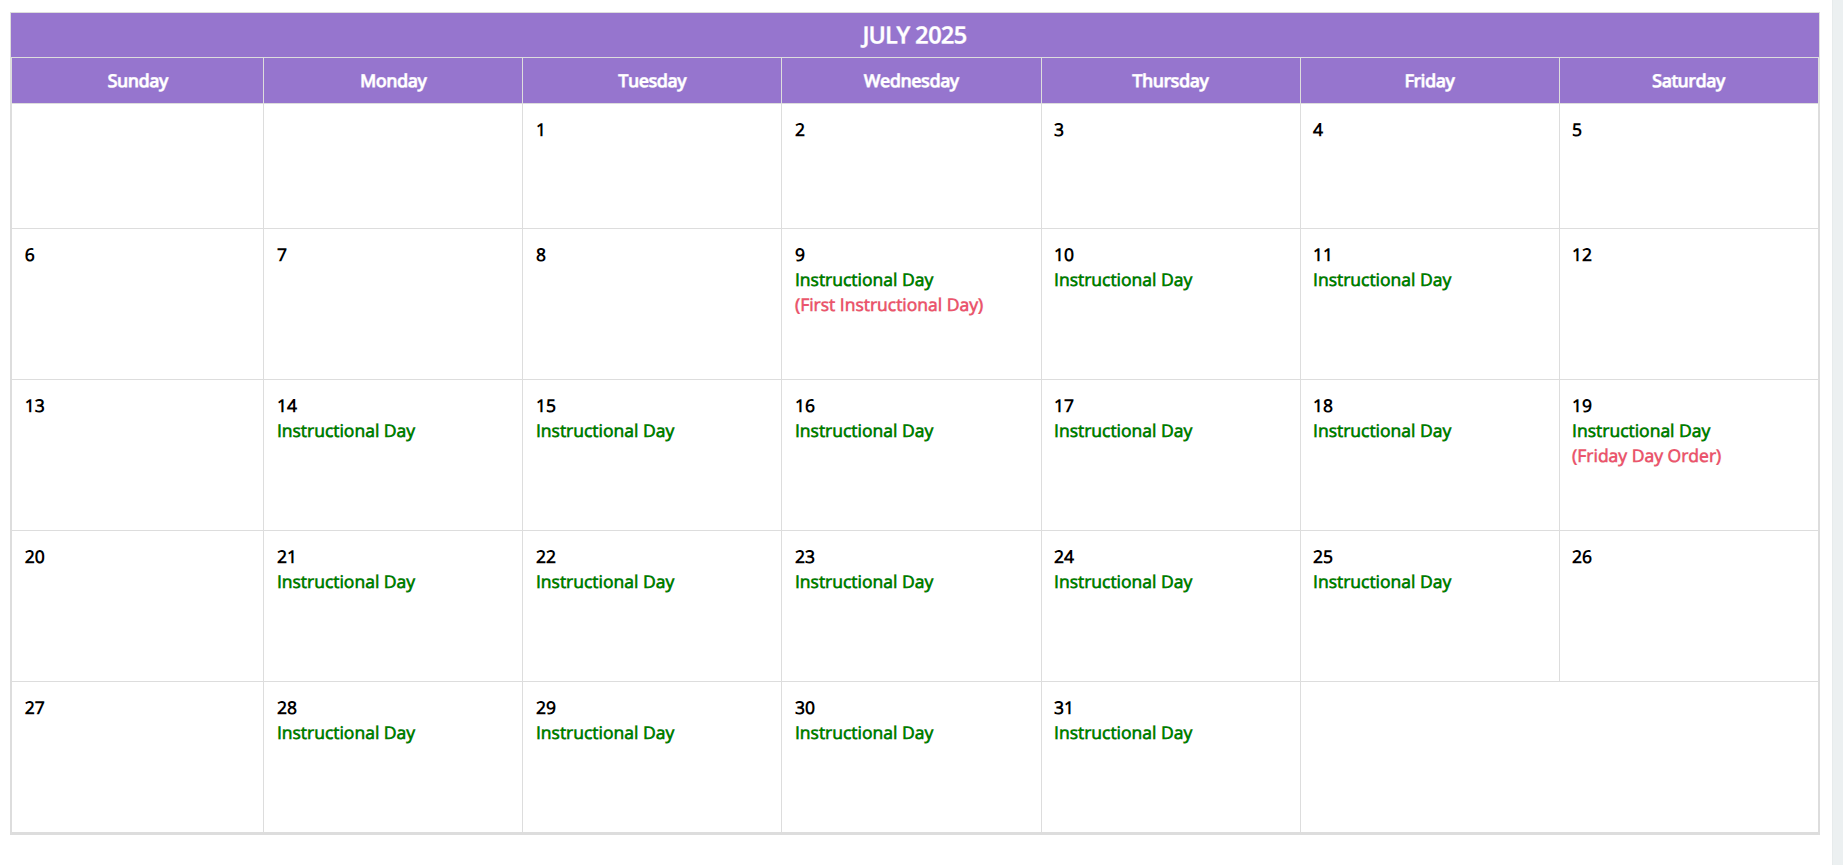 JULY 2025
Sunday Monday Tuesday Wednesday Thursday Friday Saturday
1 2 3 4 5
6 7 8 9 10 11 12
Instructional Day Instructional Day Instructional Day
(First Instructional Day)
13 14 15 16 17 18 19
Instructional Day Instructional Day Instructional Day Instructional Day Instructional Day Instructional Day
(Friday Day Order)
20 21 22 23 24 25 26
Instructional Day Instructional Day Instructional Day Instructional Day Instructional Day
27 28 29 30 31
Instructional Day Instructional Day Instructional Day Instructional Day